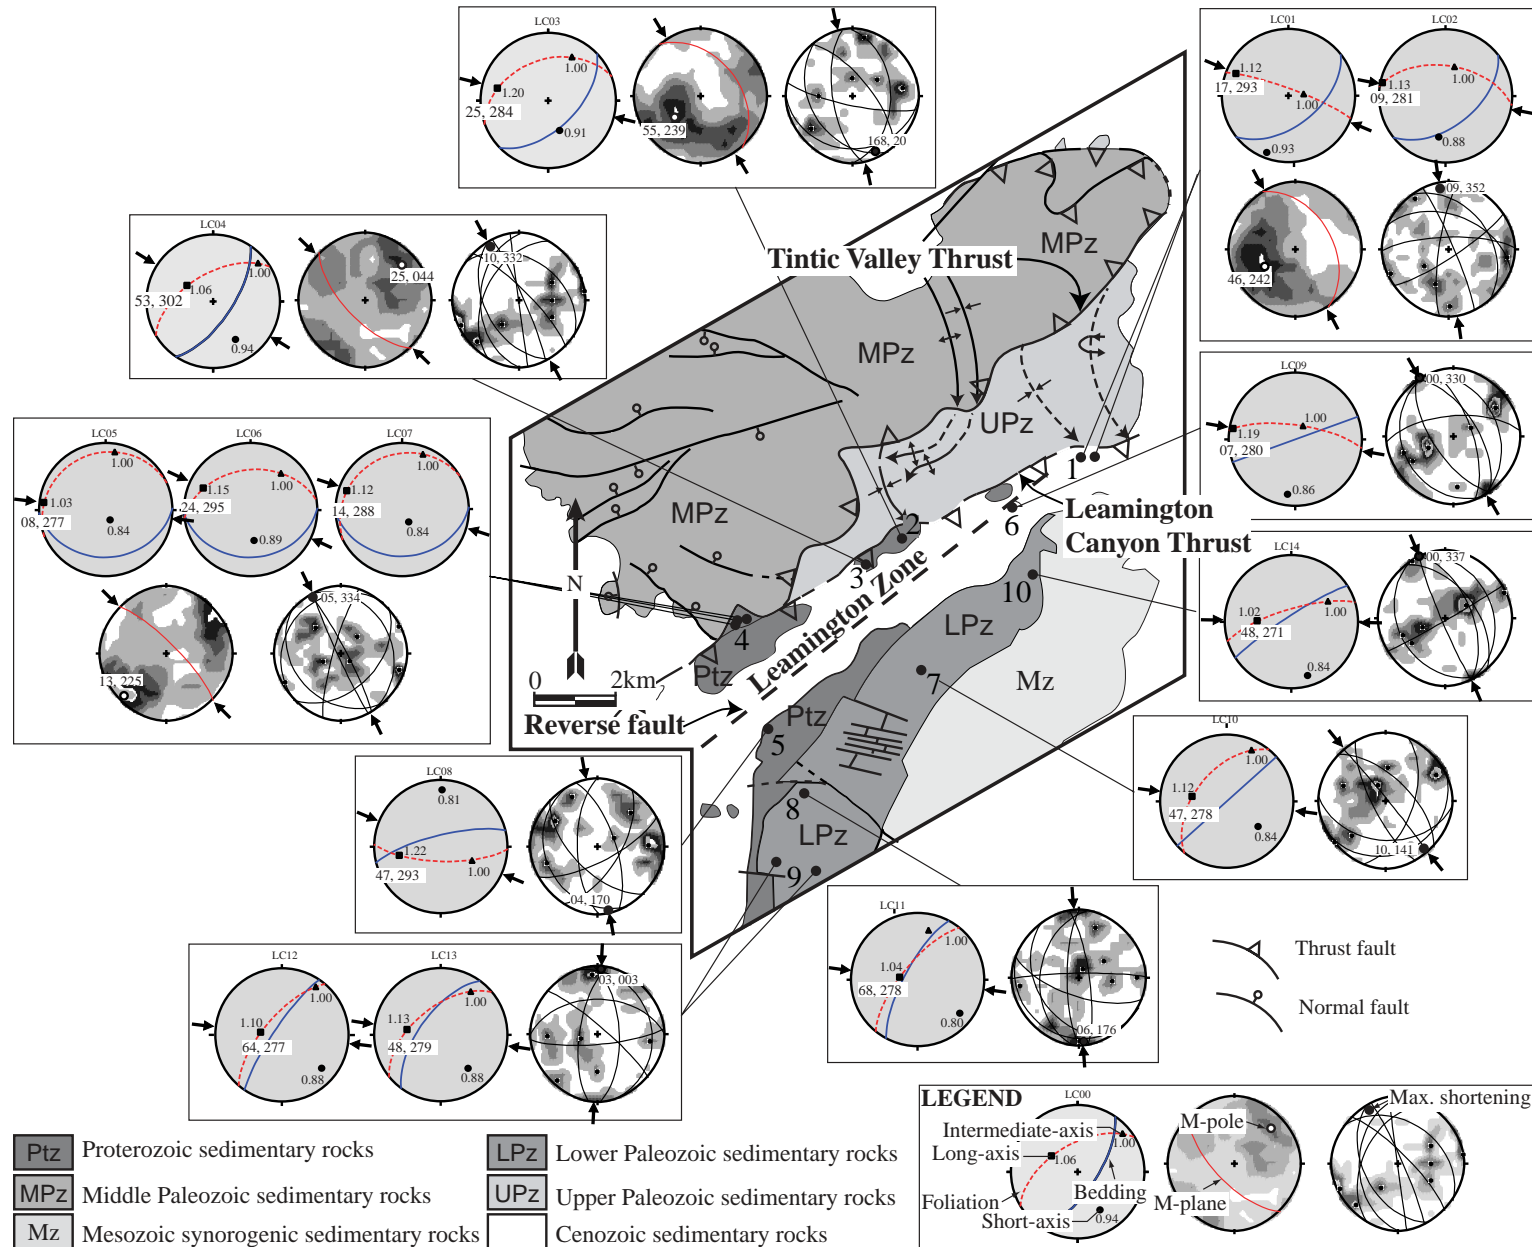 LC03
1.00
1.20
25, 284
0.91
55, 239
168, 20
LC01
LC02
1.12
17, 293
1.00
0.93
1.00
1.13
09, 281
0.88
46, 242
09, 352
LC04
1.00
1.06
53, 302
0.94
25, 044
10, 332
LC09
1.00
1.19
07, 280
0.86
00, 330
LC05
LC06
LC07
1.00
1.03
08, 277
0.84
1.00
1.15
24, 295
0.89
1.00
1.12
14, 288
0.84
13, 225
05, 334
LC14
1.02
48, 271
1.00
0.84
00, 337
Tintic Valley Thrust
MPz
MPz
UPz
MPz
1
2
3
4
5
6
7
8
9
10
Leamington
Canyon Thrust
Leamington Zone
N
0 2km
Ptz
Reversé fault
LPz
Ptz
Mz
LPz
LC08
0.81
1.22
47, 293
1.00
04, 170
LC10
1.00
1.12
47, 278
0.84
10, 141
LC12
LC13
1.00
1.10
64, 277
0.88
1.00
1.13
48, 279
0.88
03, 003
LC11
1.00
1.04
68, 278
0.80
06, 176
Thrust fault
Normal fault
LEGEND
LC00
Intermediate-axis
1.00
Long-axis
1.06
Foliation
Bedding
Short-axis
0.94
M-pole
M-plane
Max. shortening
Ptz Proterozoic sedimentary rocks
MPz Middle Paleozoic sedimentary rocks
Mz Mesozoic synorogenic sedimentary rocks
LPz Lower Paleozoic sedimentary rocks
UPz Upper Paleozoic sedimentary rocks
Cenozoic sedimentary rocks